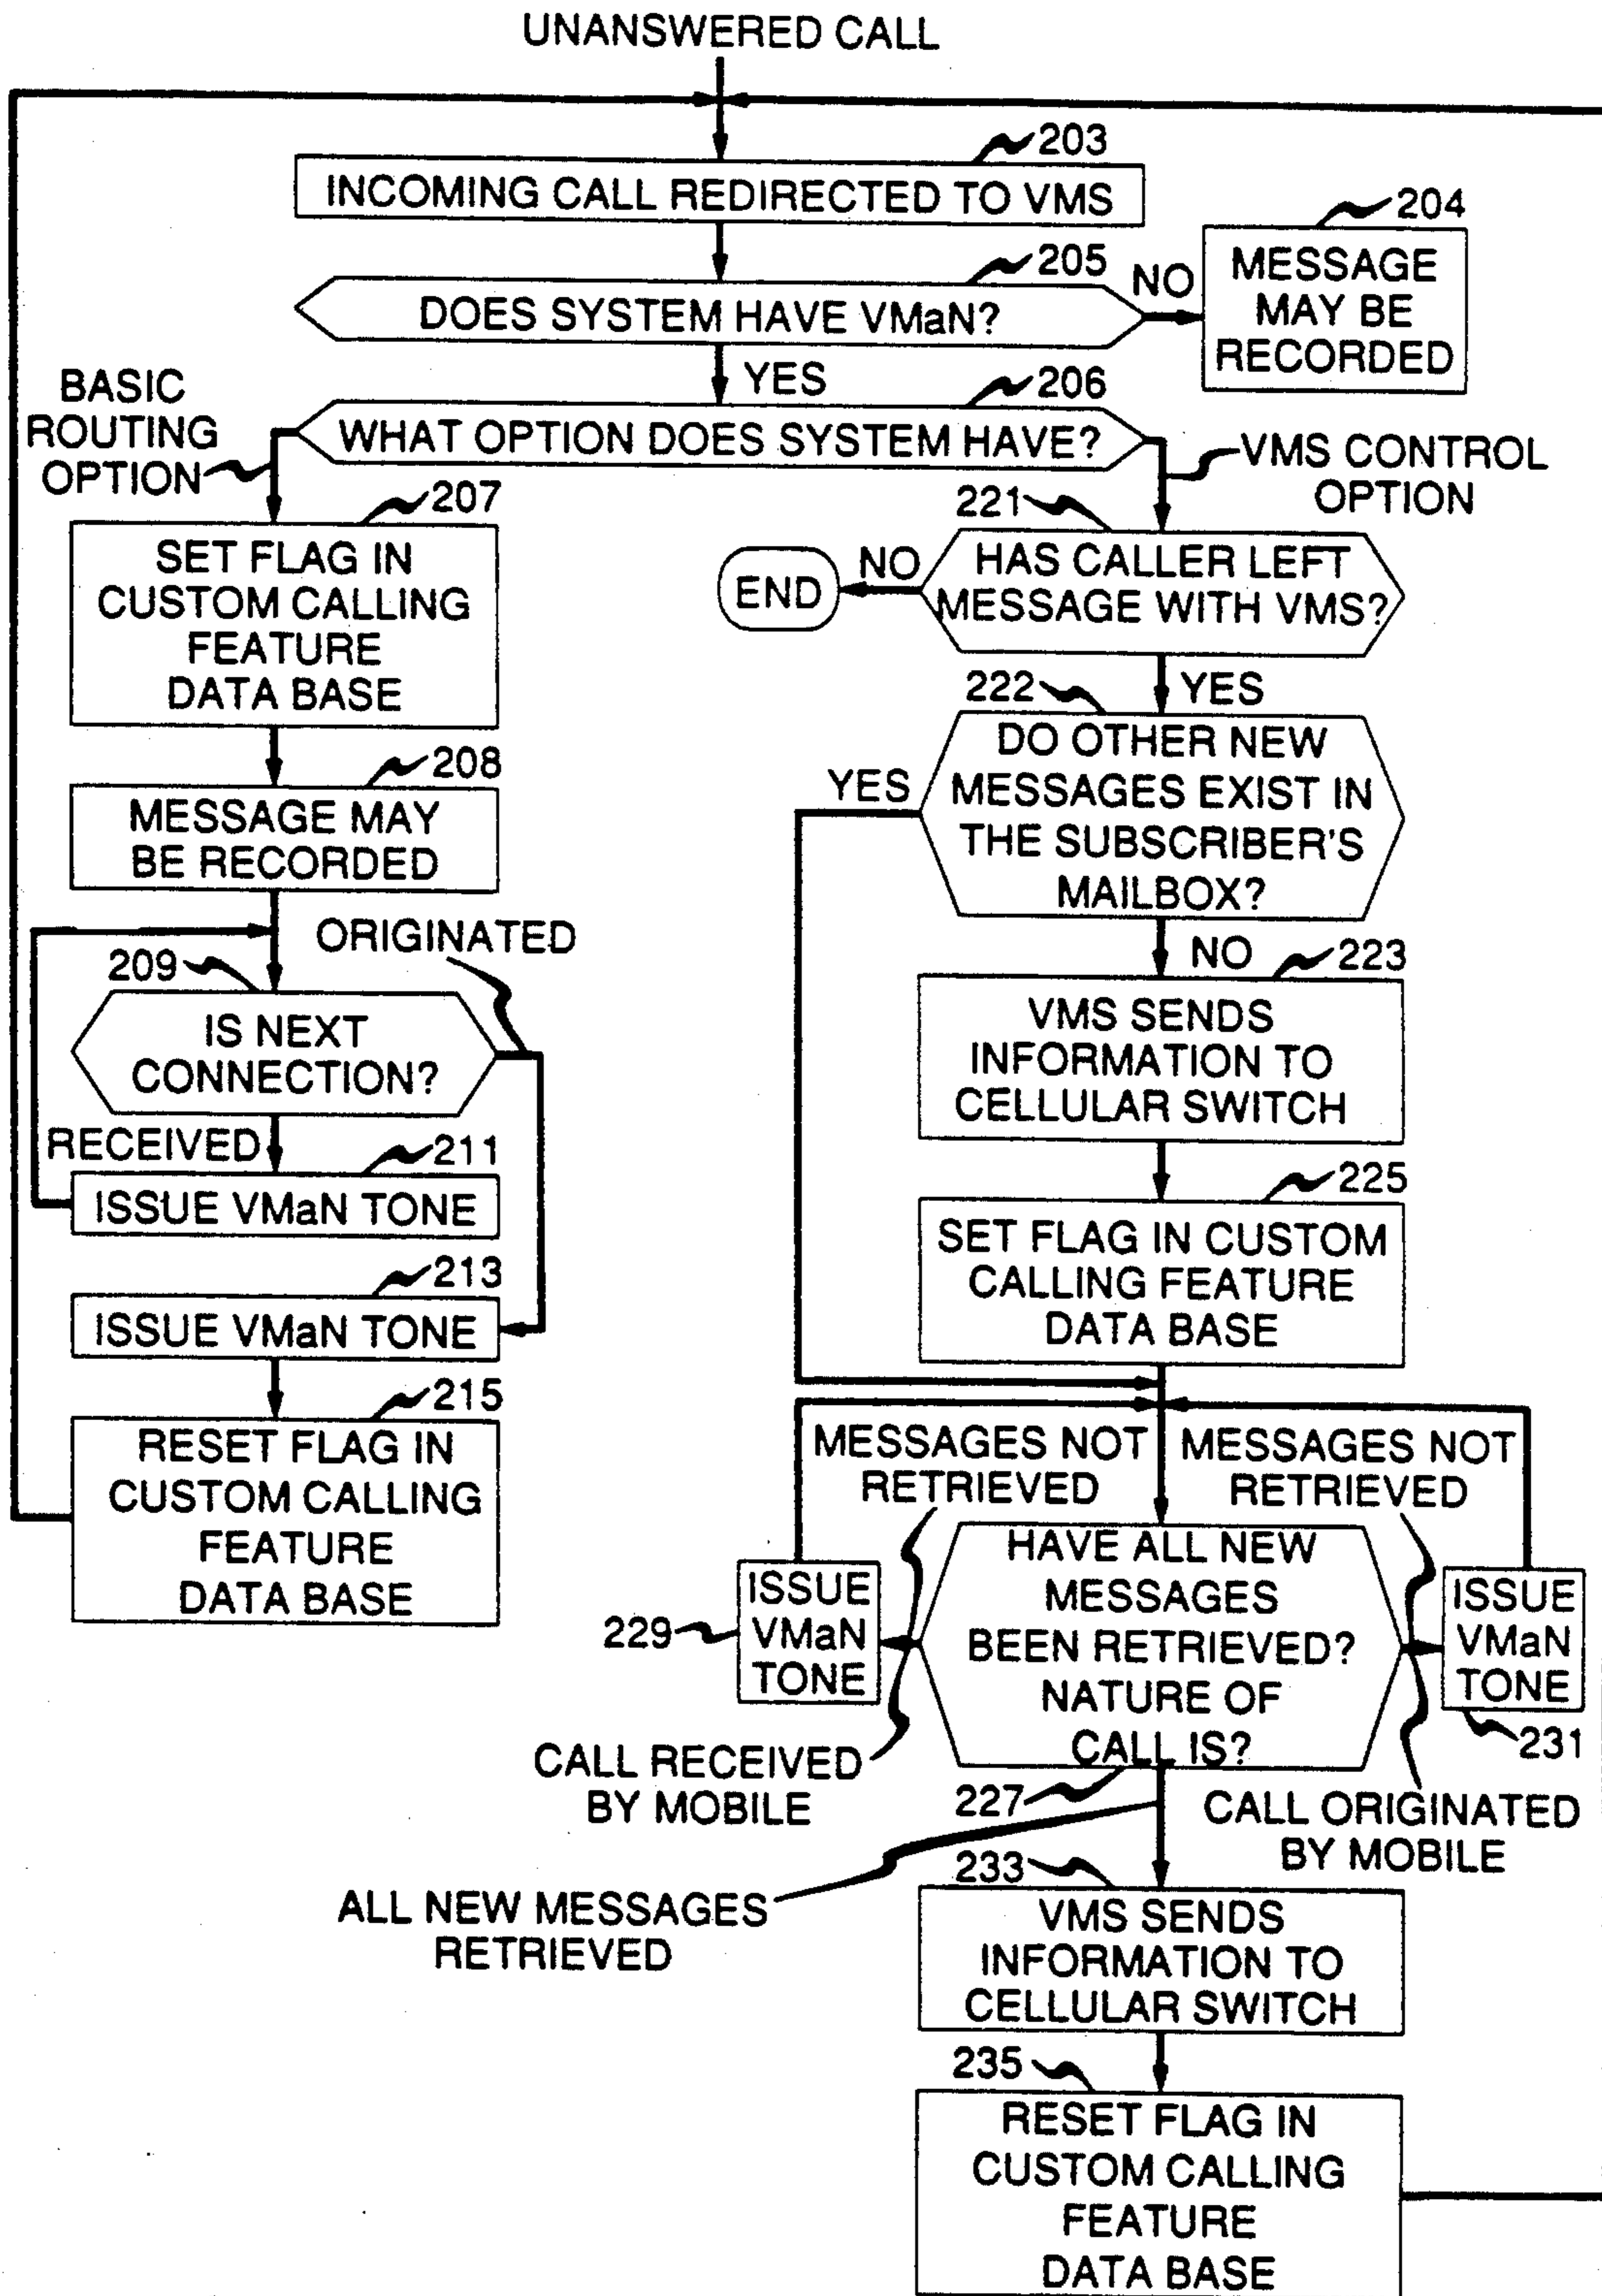 UNANSWERED CALL
203
INCOMING CALL REDIRECTED TO VMS
204
MESSAGE
MAY BE
RECORDED
205
NO
DOES SYSTEM HAVE VMaN?
YES
206
WHAT OPTION DOES SYSTEM HAVE?
BASIC
ROUTING
OPTION
VMS CONTROL
OPTION
207
SET FLAG IN
CUSTOM CALLING
FEATURE
DATA BASE
208
MESSAGE MAY
BE RECORDED
ORIGINATED
209
IS NEXT
CONNECTION?
RECEIVED
211
ISSUE VMaN TONE
213
ISSUE VMaN TONE
215
RESET FLAG IN
CUSTOM CALLING
FEATURE
DATA BASE
221
HAS CALLER LEFT
MESSAGE WITH VMS?
NO
END
YES
222
DO OTHER NEW
MESSAGES EXIST IN
THE SUBSCRIBER'S
MAILBOX?
YES
NO
223
VMS SENDS
INFORMATION TO
CELLULAR SWITCH
225
SET FLAG IN CUSTOM
CALLING FEATURE
DATA BASE
MESSAGES NOT
RETRIEVED
MESSAGES NOT
RETRIEVED
HAVE ALL NEW
MESSAGES
BEEN RETRIEVED?
NATURE OF
CALL IS?
229
ISSUE
VMaN
TONE
ISSUE
VMaN
TONE
231
CALL RECEIVED
BY MOBILE
227
CALL ORIGINATED
BY MOBILE
ALL NEW MESSAGES
RETRIEVED
233
VMS SENDS
INFORMATION TO
CELLULAR SWITCH
235
RESET FLAG IN
CUSTOM CALLING
FEATURE
DATA BASE